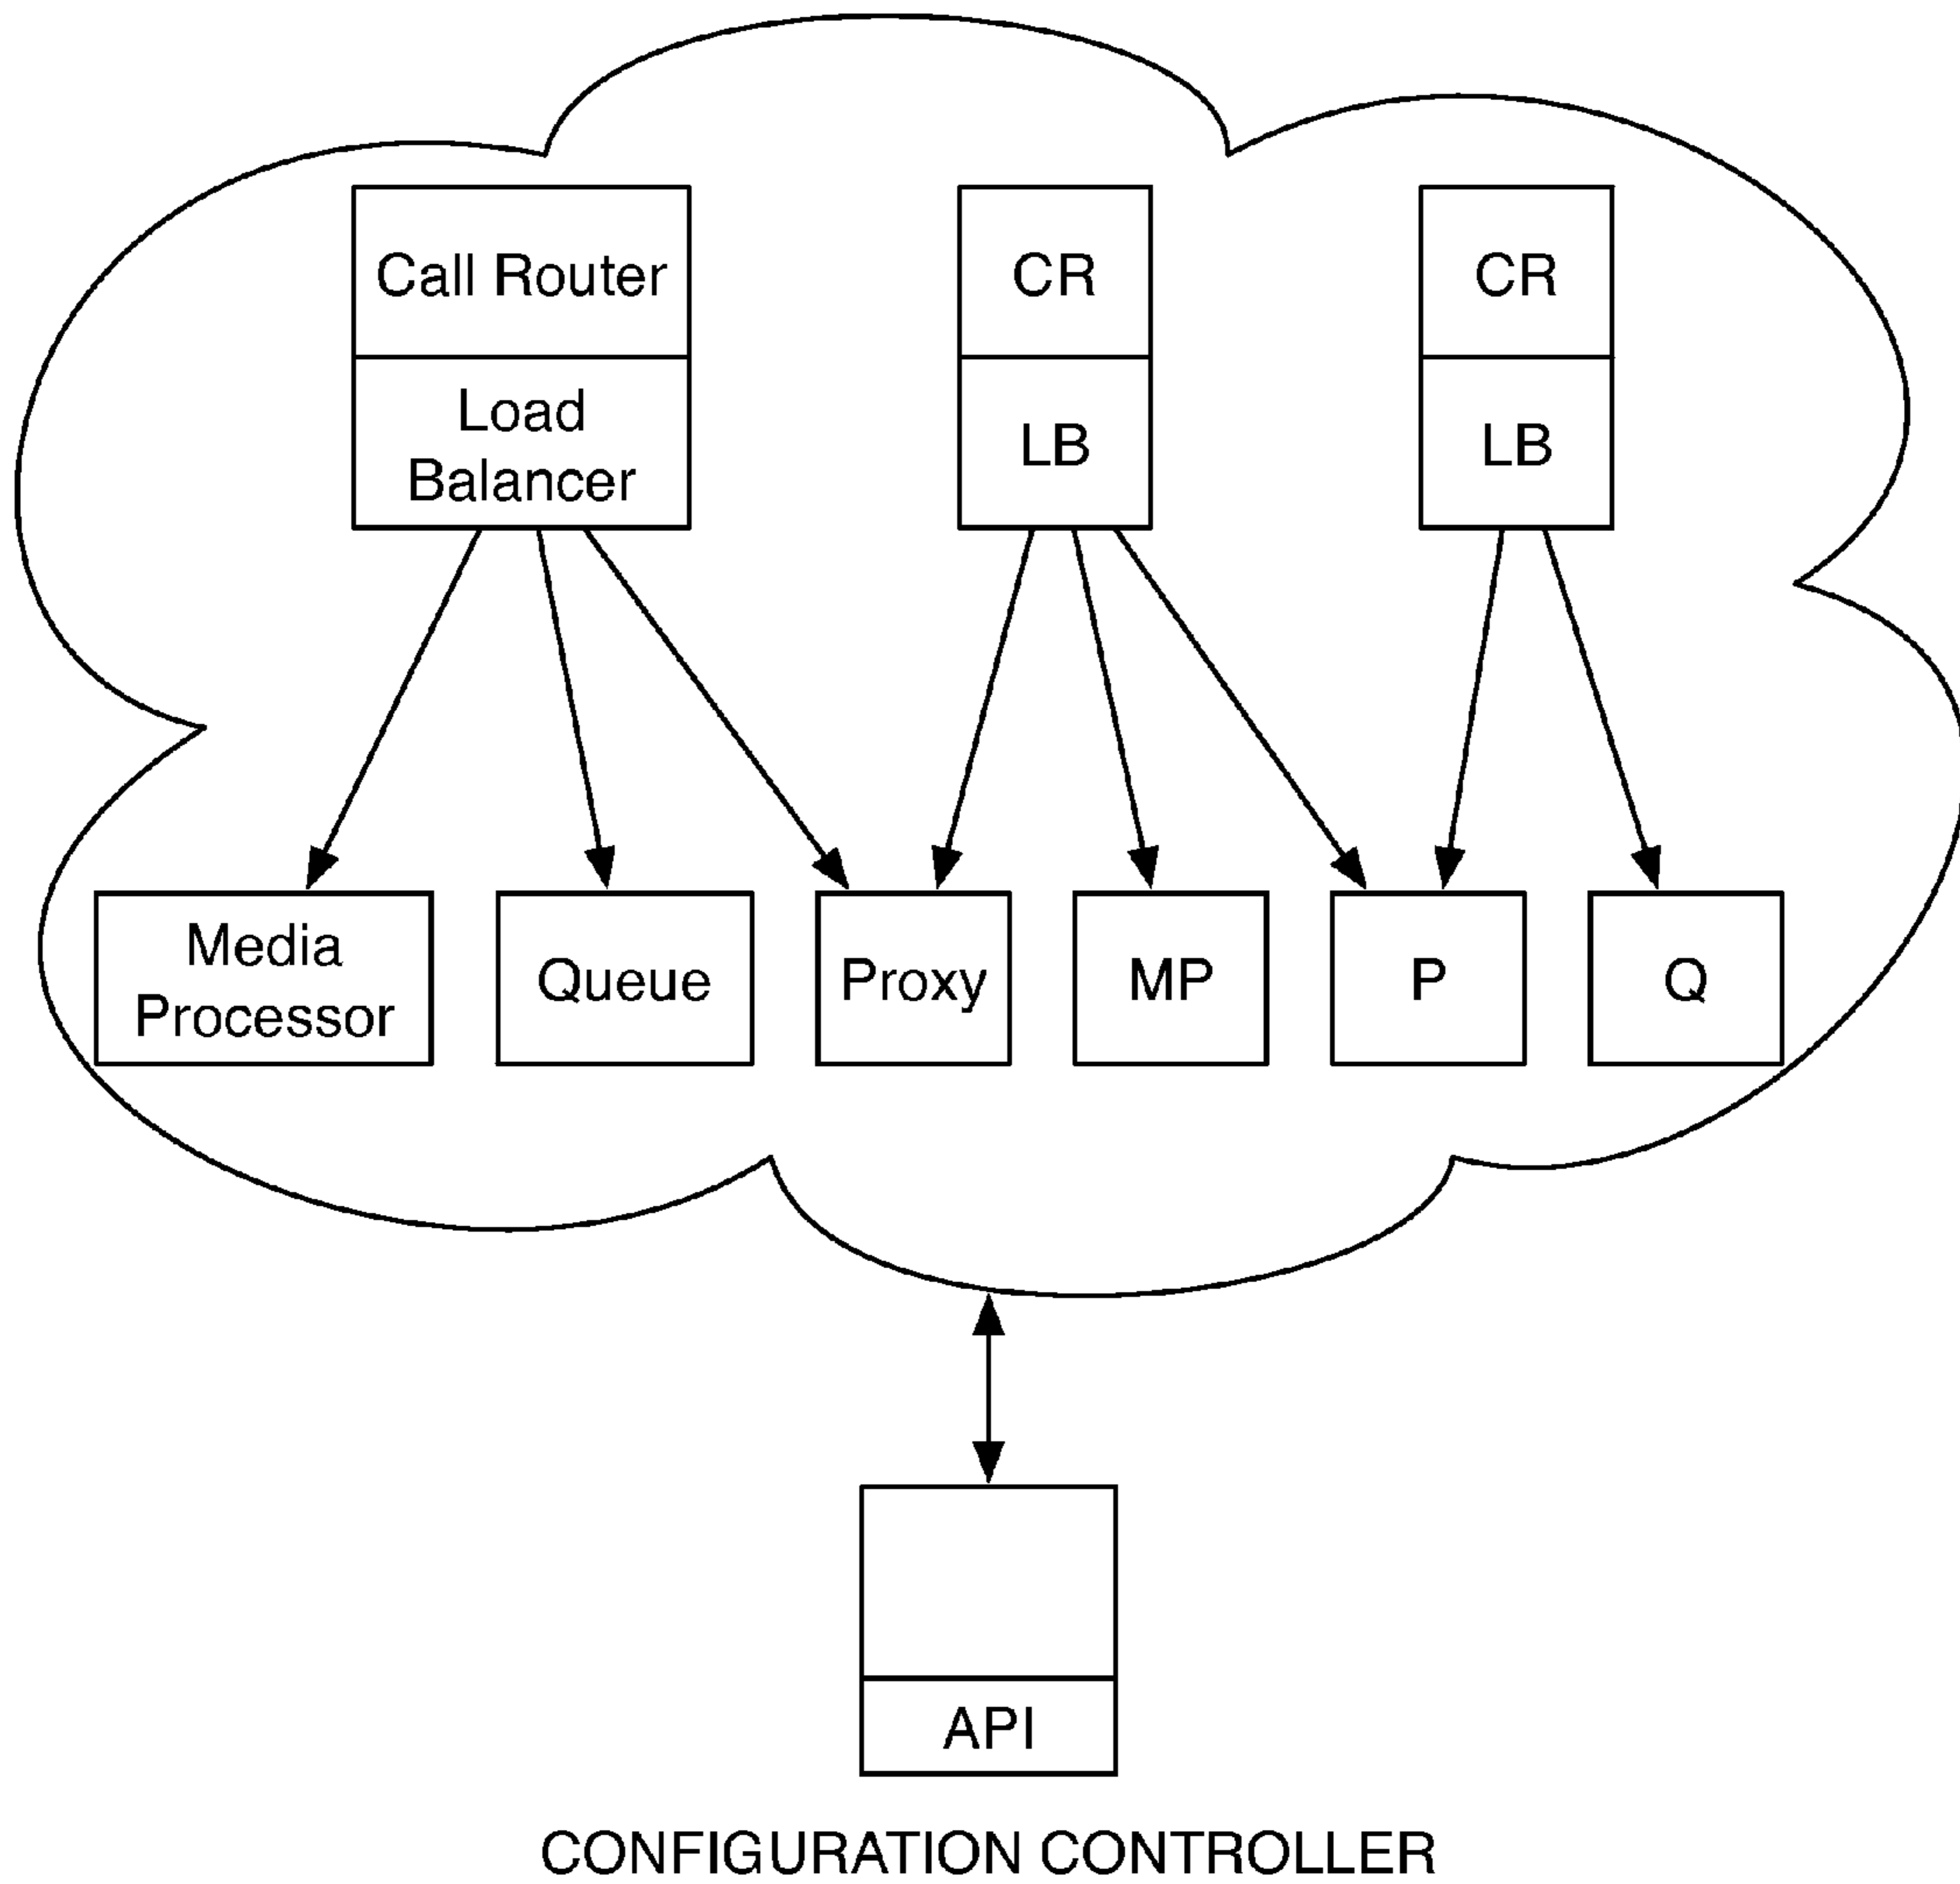 Call Router
CR
CR
Load
Balancer
LB
LB
Media
Processor
Queue
Proxy
MP
P
Q
API
CONFIGURATION CONTROLLER